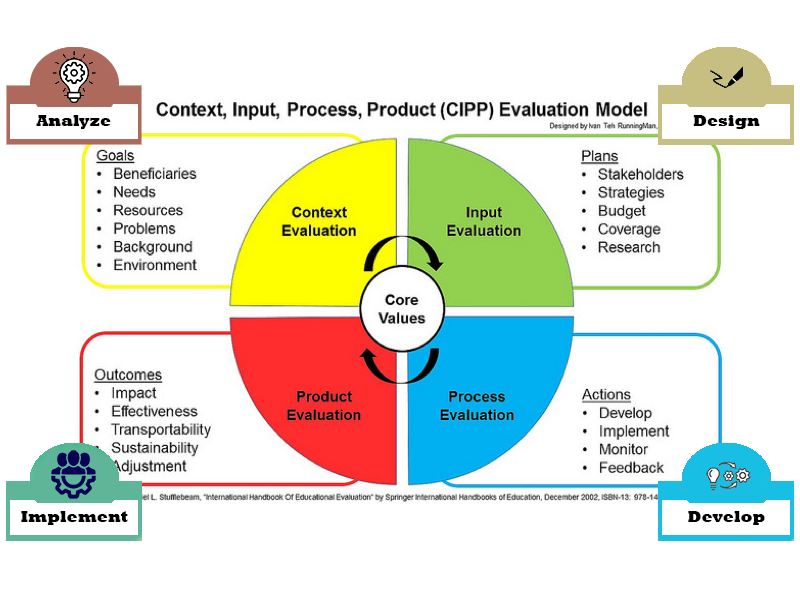 Analyze
Design
Context, Input, Process, Product (CIPP) Evaluation Model
Designed by Ivan Teh RunningMan,
Goals
• Beneficiaries
• Needs
• Resources
• Problems
• Background
• Environment
Context
Evaluation
Input
Evaluation
Plans
• Stakeholders
• Strategies
• Budget
• Coverage
• Research
Core
Values
Outcomes
• Impact
• Effectiveness
• Transportability
• Sustainability
Adjustment
Product
Evaluation
Process
Evaluation
Actions
• Develop
• Implement
• Monitor
• Feedback
L. Stufflebeam, "International Handbook Of Educational Evaluation" by Springer International Handbooks of Education, December 2002, ISBN-13: 978-14
Implement
Develop